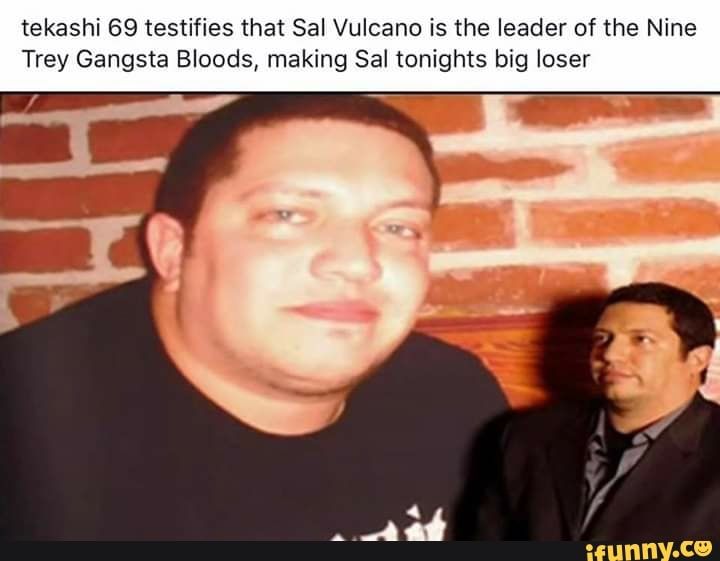 tekashi 69 testifies that Sal Vulcano is the leader of the Nine
Trey Gangsta Bloods, making Sal tonights big loser
ifunny.co